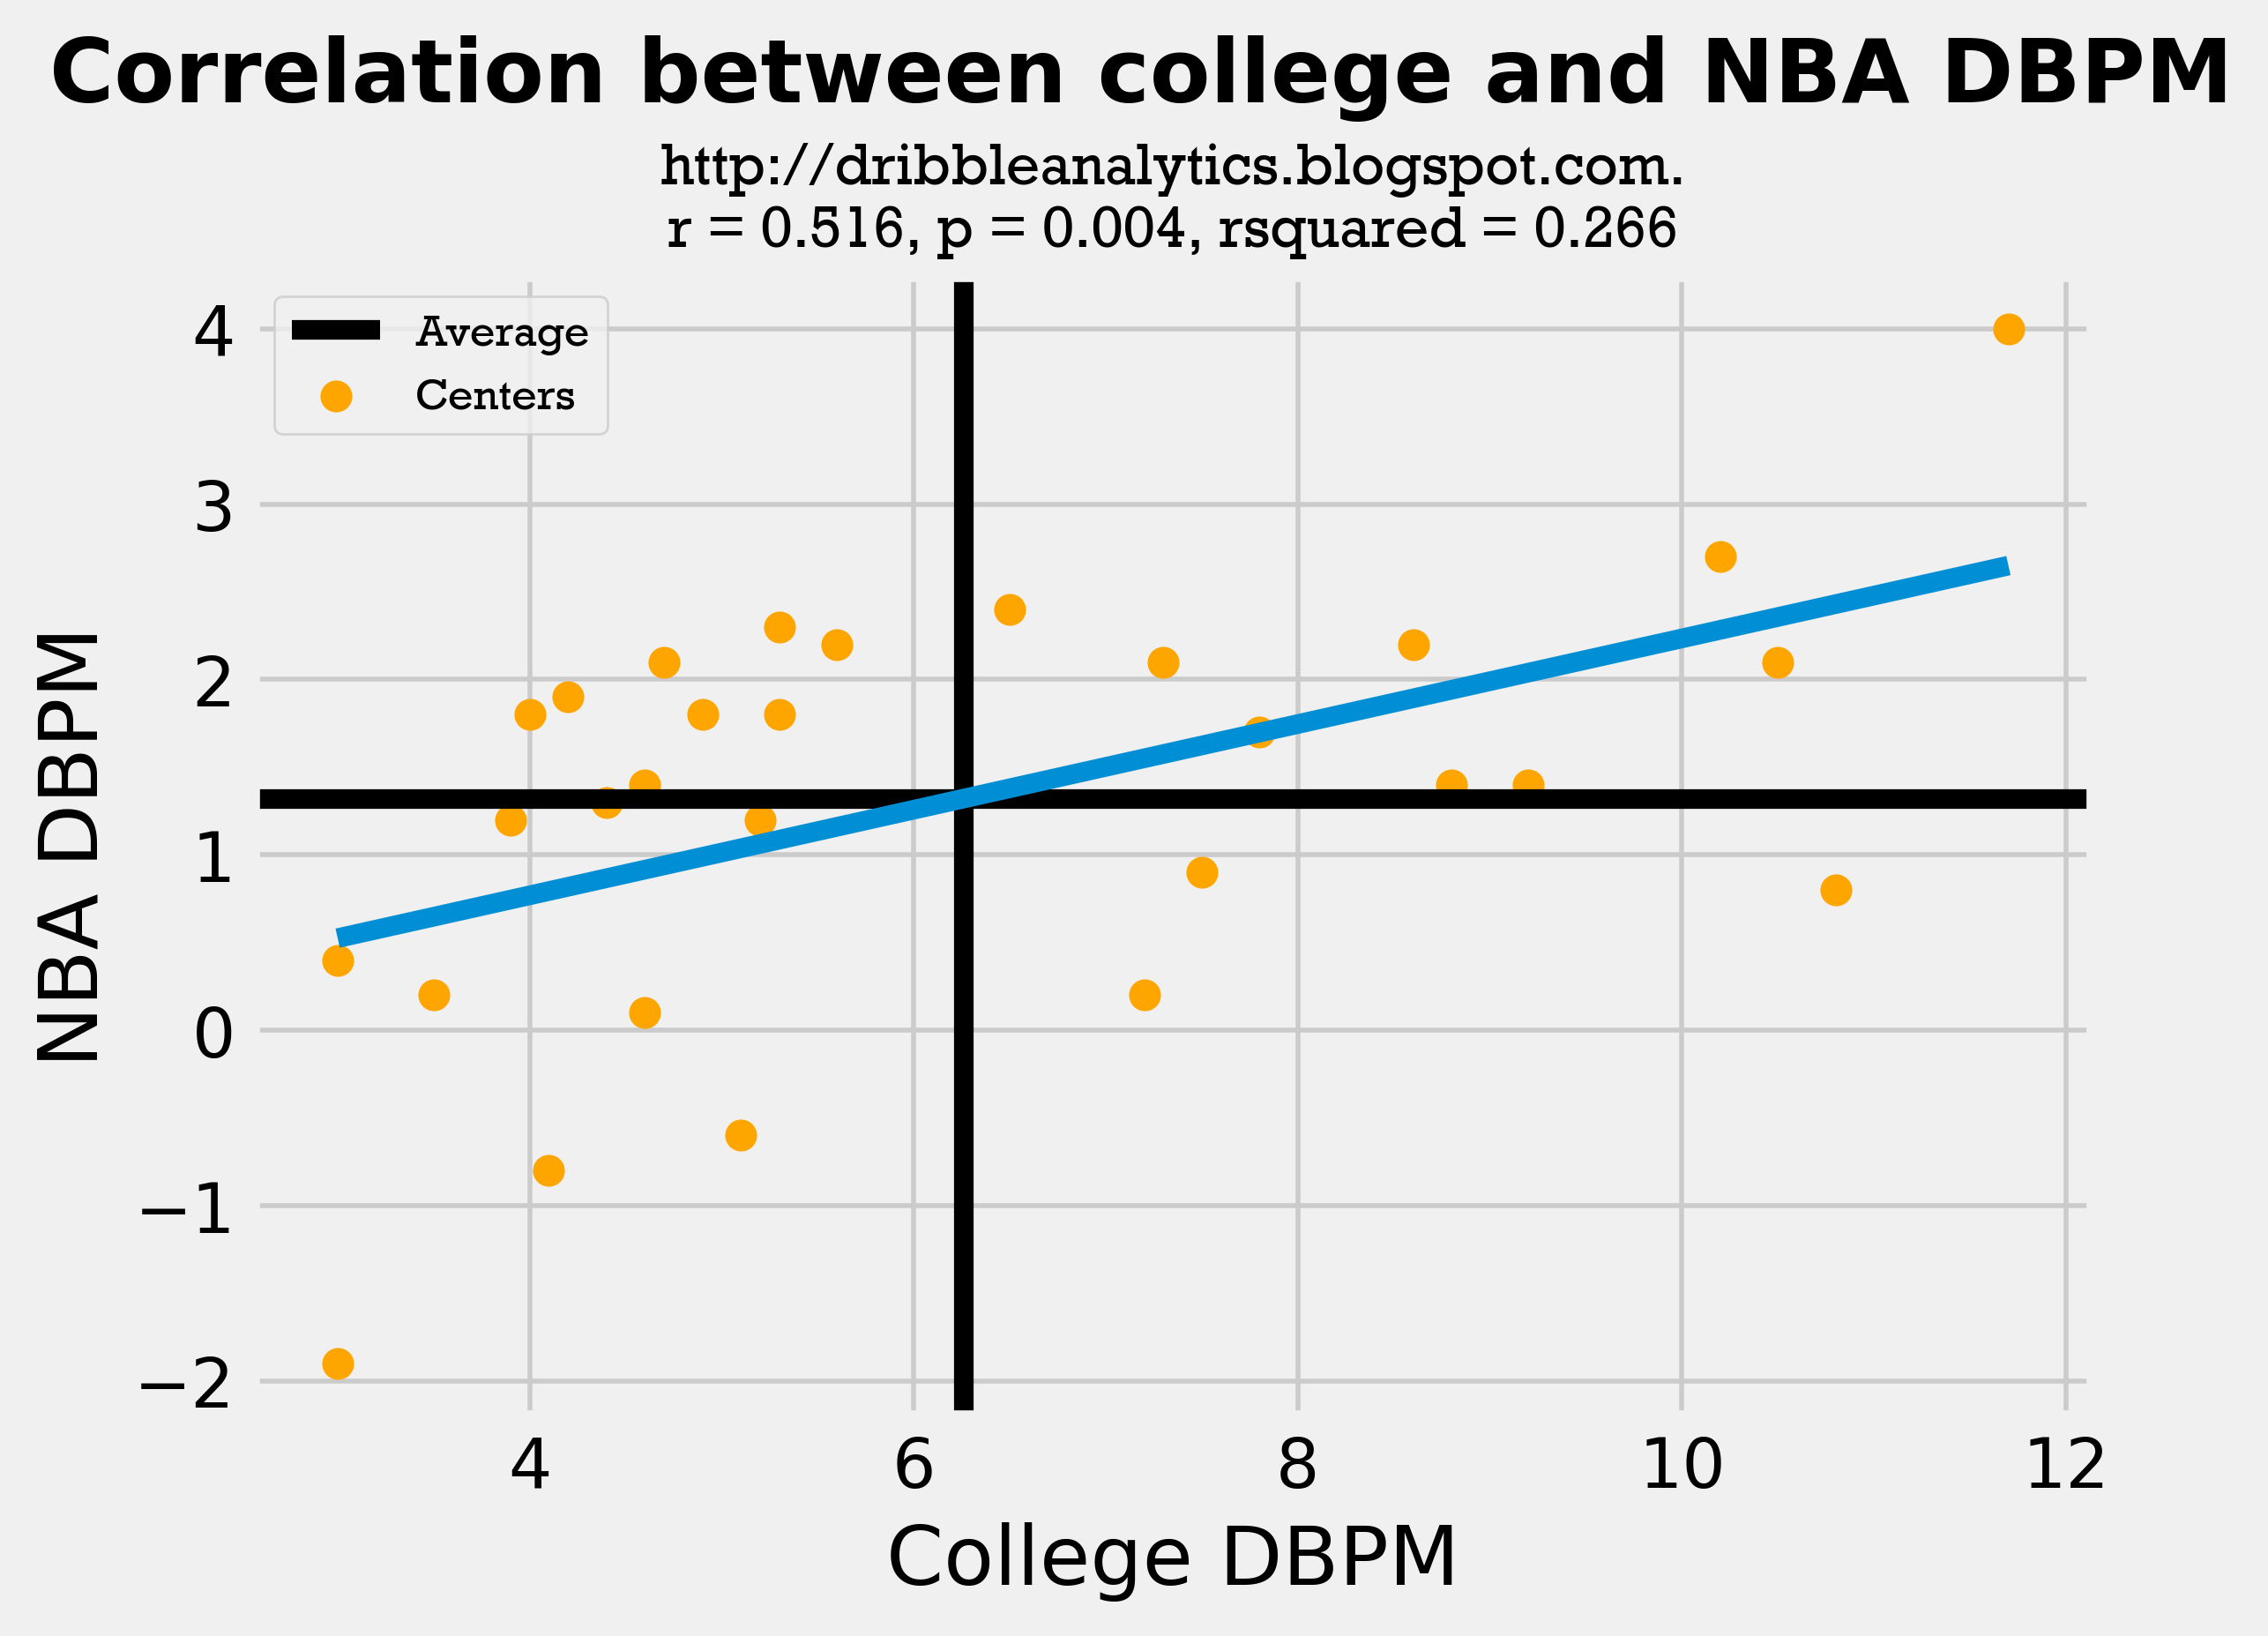 Correlation between college and NBA DBPM
http://dribbleanalytics.blogspot.com.
r = 0.516, p = 0.004, rsquared = 0.266
Average
Centers
4
3
2
1
0
−1
−2
NBA DBPM
4 6 8 10 12
College DBPM